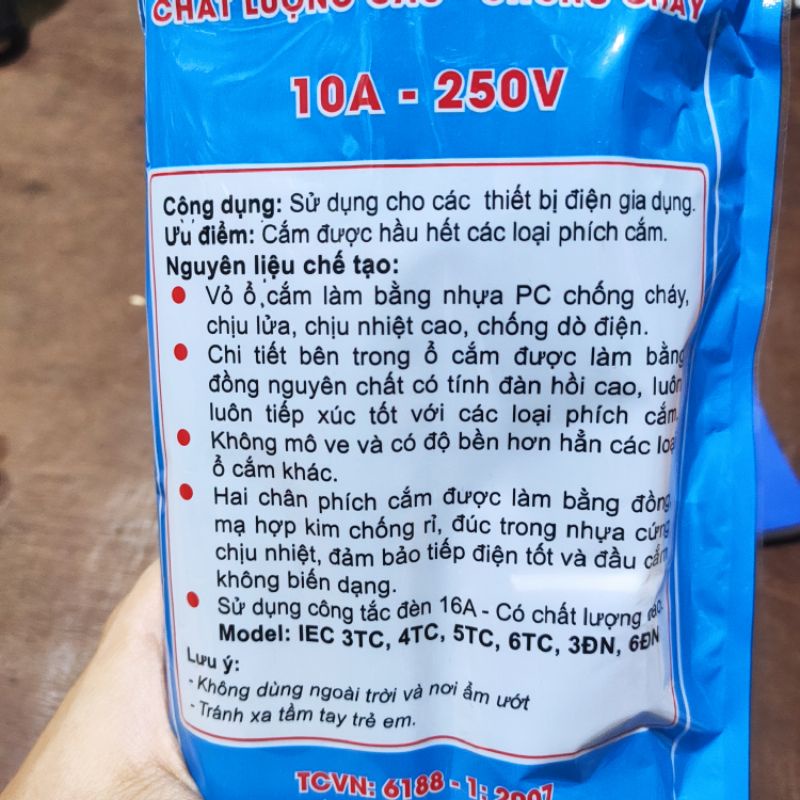 CHẤT LƯỢNG CAO - CHỐNG CHÁY
10A - 250V
Công dụng: Sử dụng cho các thiết bị điện gia dụng.
Ưu điểm: Cắm được hầu hết các loại phích cắm.
Nguyên liệu chế tạo:
• Vỏ ổ cắm làm bằng nhựa PC chống cháy,
chịu lửa, chịu nhiệt cao, chống dò điện.
• Chi tiết bên trong ổ cắm được làm bằng
đồng nguyên chất có tính đàn hồi cao, luôn
luôn tiếp xúc tốt với các loại phích cắm.
• Không mô ve và có độ bền hơn hẳn các loại
ổ cắm khác.
• Hai chân phích cắm được làm bằng đồng
mạ hợp kim chống rỉ, đúc trong nhựa cứng
chịu nhiệt, đảm bảo tiếp điện tốt và đầu cắm
không biến dạng.
• Sử dụng công tắc đèn 16A - Có chất lượng cao.
Model: IEC 3TC, 4TC, 5TC, 6TC, 3ĐN, 6ĐN
Lưu ý:
- Không dùng ngoài trời và nơi ẩm ướt
- Tránh xa tầm tay trẻ em.
TCVN: 6188 - 1: 2007